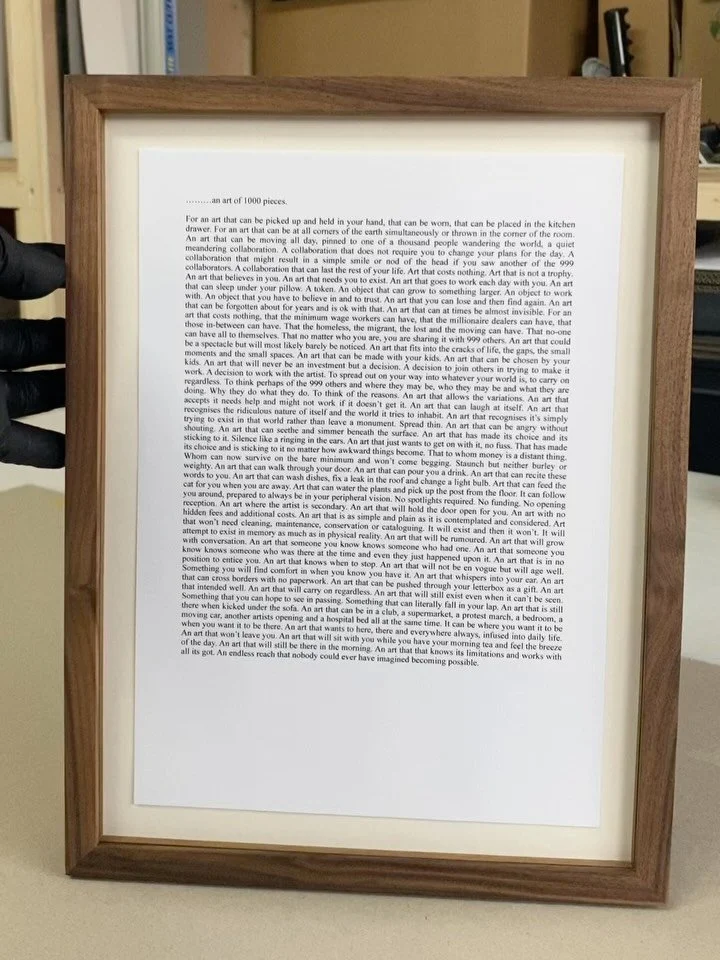 THE MAT CUTT
.........an art of 1000 pieces.
For an art that can be picked up and held in your hand, that can be worn, that can be placed in the kitchen
drawer. For an art that can be at all corners of the earth simultaneously or thrown in the corner of the room.
An art that can be moving all day, pinned to one of a thousand people wandering the world, a quiet
meandering collaboration. A collaboration that does not require you to change your plans for the day. A
collaboration that might result in a simple smile or nod of the head if you saw another of the 999
collaborators. A collaboration that can last the rest of your life. Art that costs nothing. Art that is not a trophy.
An art that believes in you. An art that needs you to exist. An art that goes to work each day with you. An art
that can sleep under your pillow. A token. An object that can grow to something larger. An object to work
with. An object you have to believe in and to trust. An art that you can lose and then find again. An art that
can be forgotten about for years and is ok with that. An art that can at times be almost invisible. For an
art that costs nothing, that the minimum wage workers can have, that the millionaire dealers can have, that
those in-between can have. That the homeless, the migrant, the lost and the moving can have. That no-one
can have all to themselves. That no matter who you are, you are sharing it with 999 others. An art that could
be a spectacle but will most likely barely be noticed. An art that fits into the cracks of life, the gaps, the small
moments and the small spaces. An art that can be made with your kids. An art that can be chosen by your
kids. An art that will never be an investment but a decision. A decision to join others in trying to make it
work. A decision to work with the artist. To spread out on your way into whatever your world is, to carry on
regardless. To think perhaps of the 999 others and where they may be, who they may be and what they are
doing. Why they do what they do. To think of the reasons. An art that allows the variations. An art that
accepts it needs help and might not work if it doesn't get it. An art that can laugh at itself. An art that
recognises the ridiculous nature of itself and the world it tries to inhabit. An art that recognises it's simply
trying to exist in that world rather than leave a monument. Spread thin. An art that can be angry without
shouting. An art that can seethe and simmer beneath the surface. An art that has made its choice and its
sticking to it. Silence like a ringing in the ears. An art that just wants to get on with it, no fuss. That has made
its choice and is sticking to it no matter how awkward things become. That to whom money is a distant thing.
Whom can now survive on the bare minimum and won't come begging. Staunch but neither burley or
weighty. An art that can walk through your door. An art that can pour you a drink. An art that can recite these
words to you. An art that can wash dishes, fix a leak in the roof and change a light bulb. Art that can feed the
cat for you when you are away. Art that can water the plants and pick up the post from the floor. It can follow
you around, prepared to always be in your peripheral vision. No spotlights required. No funding. No opening
reception. An art where the artist is secondary. An art that will hold the door open for you. An art with no
hidden fees and additional costs. An art that is as simple and plain as it is contemplated and considered. Art
that won't need cleaning, maintenance, conservation or cataloguing. It will exist and then it won't. It will
attempt to exist in memory as much as in physical reality. An art that will be rumoured. An art that will grow
with conversation. An art that someone you know knows someone who had one. An art that someone you
know knows someone who was there at the time and even they just happened upon it. An art that is in no
position to entice you. An art that knows when to stop. An art that will not be en vogue but will age well.
Something you will find comfort in when you know you have it. An art that whispers into your ear. An art
that can cross borders with no paperwork. An art that can be pushed through your letterbox as a gift. An art
that intended well. An art that will carry on regardless. An art that will still exist even when it can't be seen.
Something that you can hope to see in passing. Something that can literally fall in your lap. An art that is still
there when kicked under the sofa. An art that can be in a club, a supermarket, a protest march, a bedroom, a
moving car, another artists opening and a hospital bed all at the same time. It can be where you want it to be
when you want it to be there. An art that wants to here, there and everywhere always, infused into daily life.
An art that won't leave you. An art that will sit with you while you have your morning tea and feel the breeze
of the day. An art that will still be there in the morning. An art that that knows its limitations and works with
all its got. An endless reach that nobody could ever have imagined becoming possible.